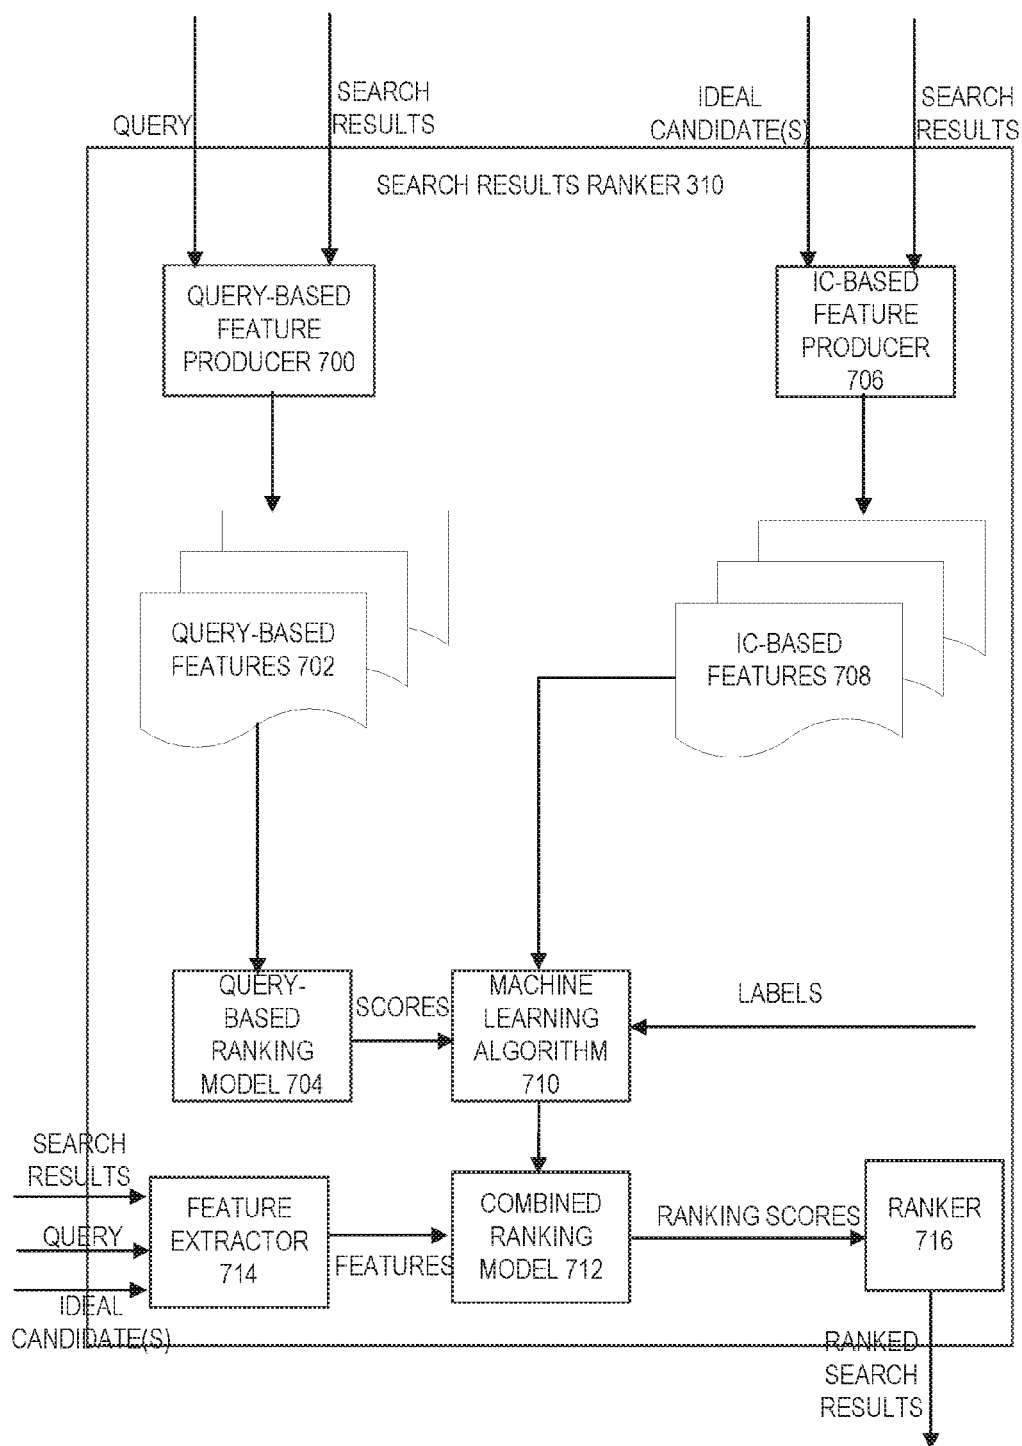 QUERY
SEARCH
RESULTS
IDEAL
CANDIDATE(S)
SEARCH
RESULTS
SEARCH RESULTS RANKER 310
QUERY-BASED
FEATURE
PRODUCER 700
IC-BASED
FEATURE
PRODUCER
706
QUERY-BASED
FEATURES 702
IC-BASED
FEATURES 708
QUERY-
BASED
RANKING
MODEL 704
SCORES
MACHINE
LEARNING
ALGORITHM
710
LABELS
SEARCH
RESULTS
QUERY
IDEAL
CANDIDATE(S)
FEATURE
EXTRACTOR
714
FEATURES
COMBINED
RANKING
MODEL 712
RANKING SCORES
RANKER
716
RANKED
SEARCH
RESULTS